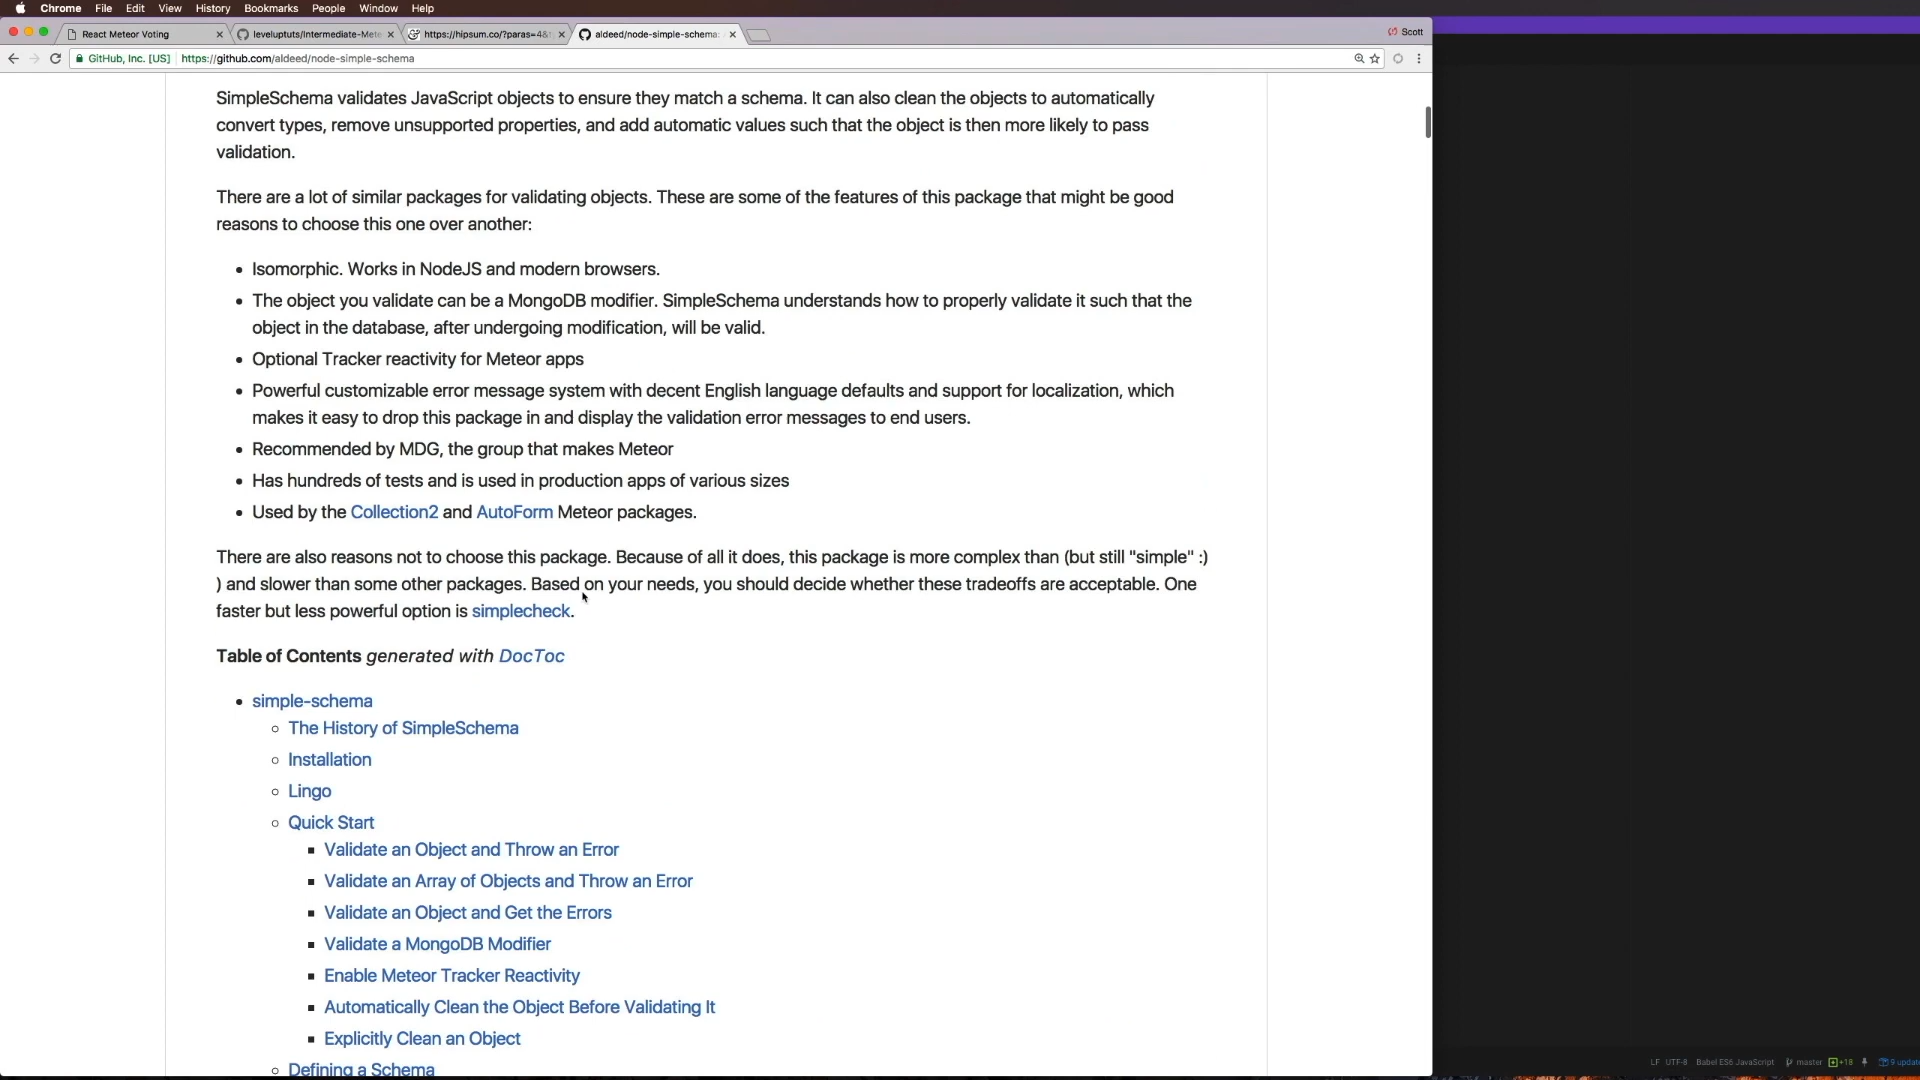 Chrome File Edit View History Bookmarks People Window Help
React Meteor Voting
leveluptuts/Intermediate-Mete
https://hipsum.co/?paras=4&t
aldeed/node-simple-schema:
Scott
GitHub, Inc. [US] https://github.com/aldeed/node-simple-schema
SimpleSchema validates JavaScript objects to ensure they match a schema. It can also clean the objects to automatically
convert types, remove unsupported properties, and add automatic values such that the object is then more likely to pass
validation.
There are a lot of similar packages for validating objects. These are some of the features of this package that might be good
reasons to choose this one over another:
Isomorphic. Works in NodeJS and modern browsers.
The object you validate can be a MongoDB modifier. SimpleSchema understands how to properly validate it such that the
object in the database, after undergoing modification, will be valid.
Optional Tracker reactivity for Meteor apps
Powerful customizable error message system with decent English language defaults and support for localization, which
makes it easy to drop this package in and display the validation error messages to end users.
Recommended by MDG, the group that makes Meteor
Has hundreds of tests and is used in production apps of various sizes
Used by the Collection2 and AutoForm Meteor packages.
There are also reasons not to choose this package. Because of all it does, this package is more complex than (but still "simple" :)
) and slower than some other packages. Based on your needs, you should decide whether these tradeoffs are acceptable. One
faster but less powerful option is simplecheck.
Table of Contents generated with DocToc
simple-schema
The History of SimpleSchema
Installation
Lingo
Quick Start
Validate an Object and Throw an Error
Validate an Array of Objects and Throw an Error
Validate an Object and Get the Errors
Validate a MongoDB Modifier
Enable Meteor Tracker Reactivity
Automatically Clean the Object Before Validating It
Explicitly Clean an Object
Defining a Schema
LF UTF-8 Babel ES6 JavaScript master +18 9 update